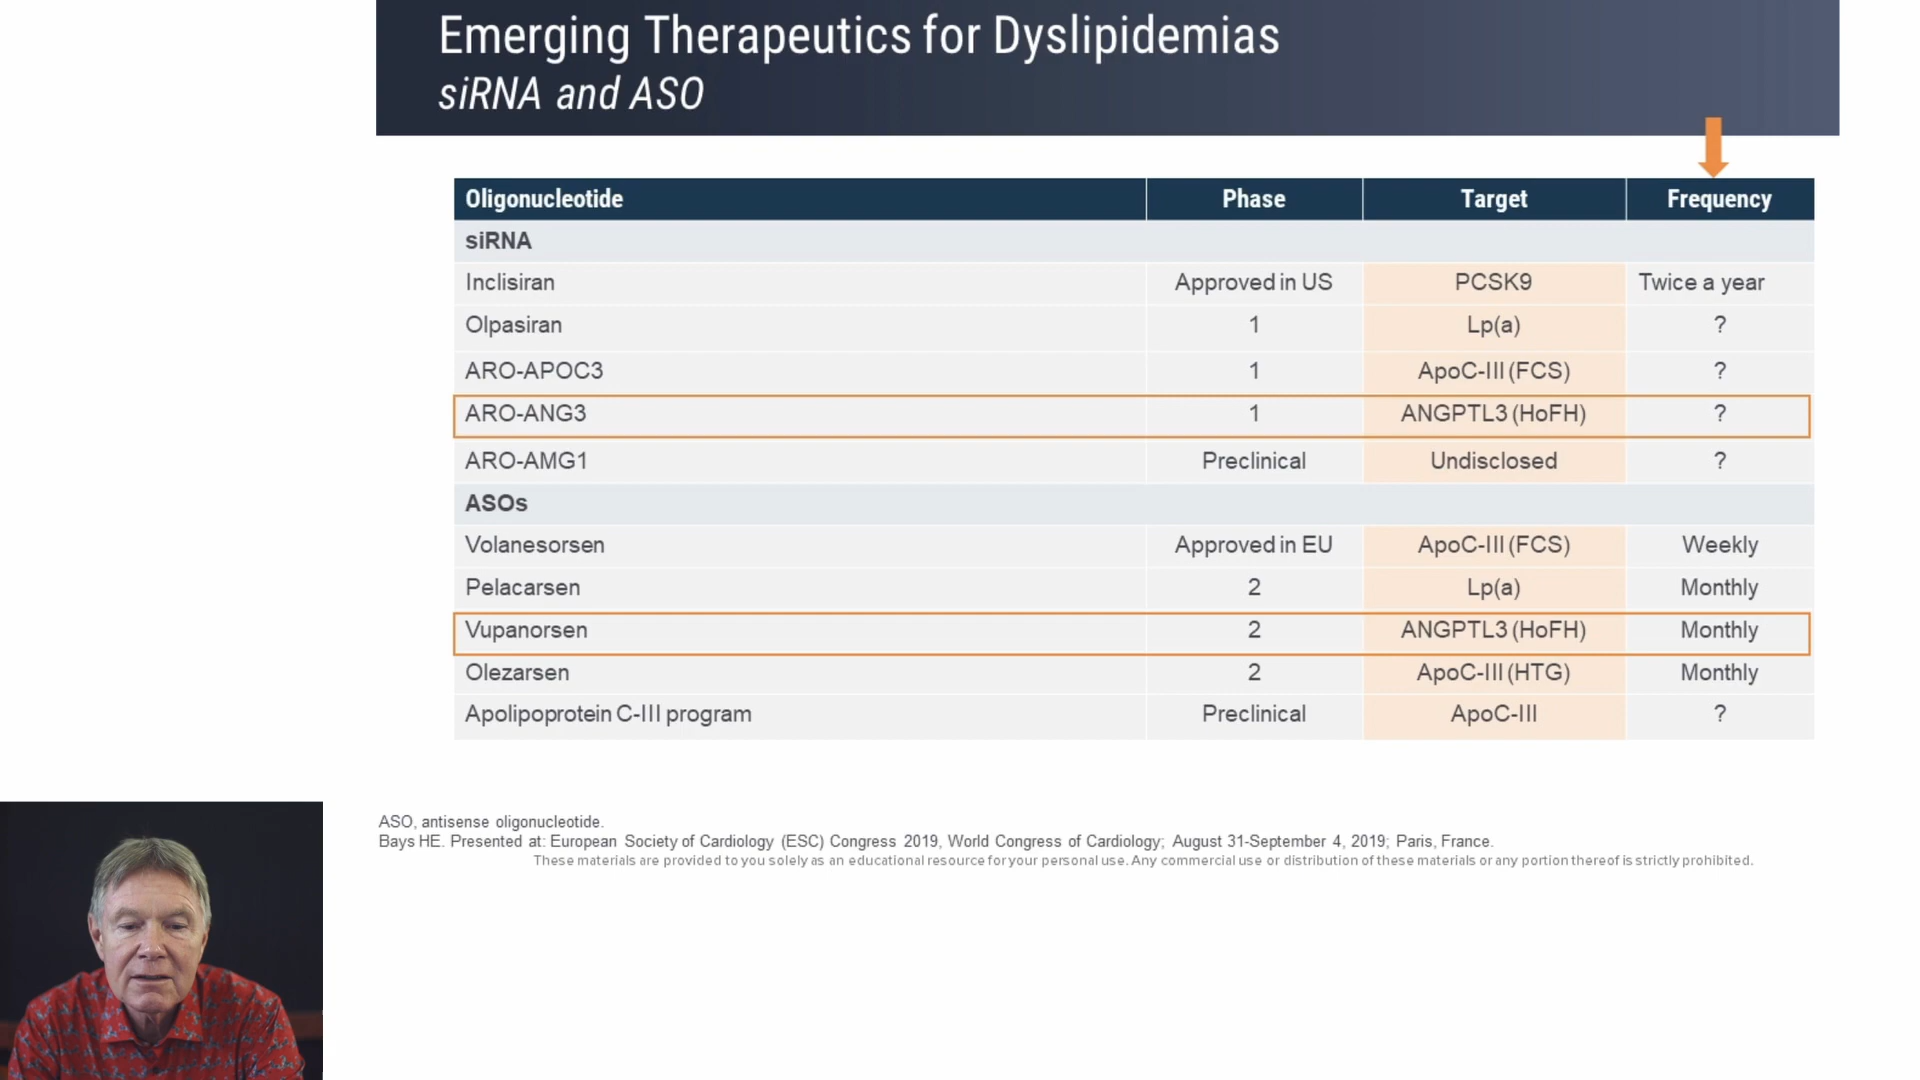 Emerging Therapeutics for Dyslipidemias
siRNA and ASO
Oligonucleotide Phase Target Frequency
siRNA
Inclisiran Approved in US PCSK9 Twice a year
Olpasiran 1 Lp(a) ?
ARO-APOC3 1 ApoC-III (FCS) ?
ARO-ANG3 1 ANGPTL3 (HoFH) ?
ARO-AMG1 Preclinical Undisclosed ?
ASOs
Volanesorsen Approved in EU ApoC-III (FCS) Weekly
Pelacarsen 2 Lp(a) Monthly
Vupanorsen 2 ANGPTL3 (HoFH) Monthly
Olezarsen 2 ApoC-III (HTG) Monthly
Apolipoprotein C-III program Preclinical ApoC-III ?
ASO, antisense oligonucleotide.
Bays HE. Presented at: European Society of Cardiology (ESC) Congress 2019, World Congress of Cardiology; August 31-September 4, 2019; Paris, France.
These materials are provided to you solely as an educational resource for your personal use. Any commercial use or distribution of these materials or any portion thereof is strictly prohibited.